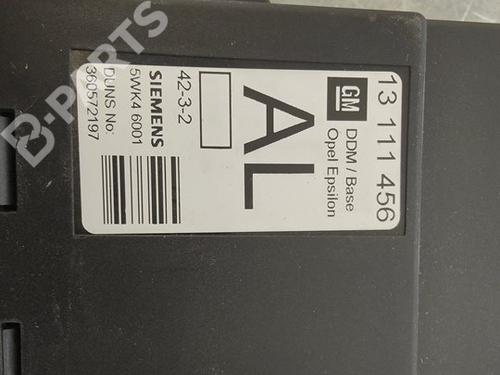 13 111 456
GM
DDM / Base
Opel Epsilon
AL
42-3-2
SIEMENS
5WK4 6001
DUNS No:
360572197
B-PARTS